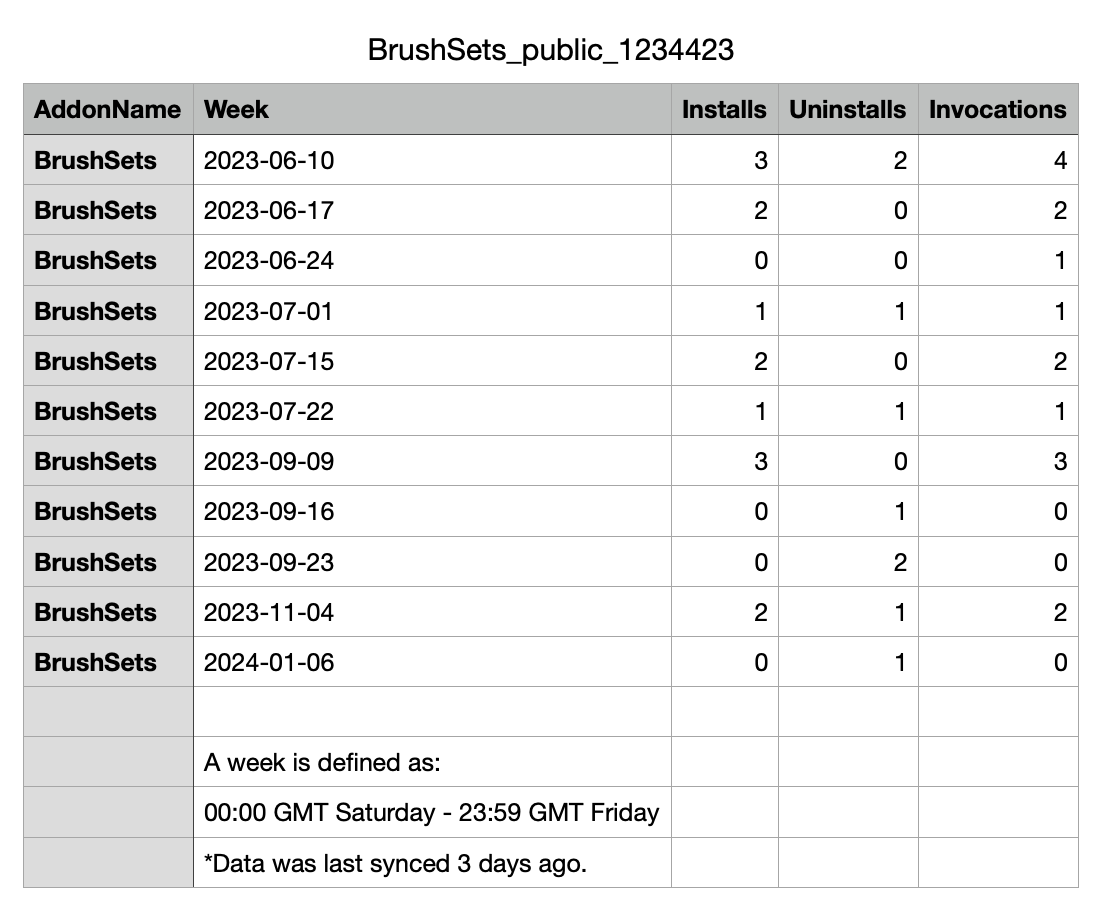 BrushSets_public_1234423
AddonName Week Installs Uninstalls Invocations
BrushSets 2023-06-10 3 2 4
BrushSets 2023-06-17 2 0 2
BrushSets 2023-06-24 0 0 1
BrushSets 2023-07-01 1 1 1
BrushSets 2023-07-15 2 0 2
BrushSets 2023-07-22 1 1 1
BrushSets 2023-09-09 3 0 3
BrushSets 2023-09-16 0 1 0
BrushSets 2023-09-23 0 2 0
BrushSets 2023-11-04 2 1 2
BrushSets 2024-01-06 0 1 0
A week is defined as:
00:00 GMT Saturday - 23:59 GMT Friday
*Data was last synced 3 days ago.